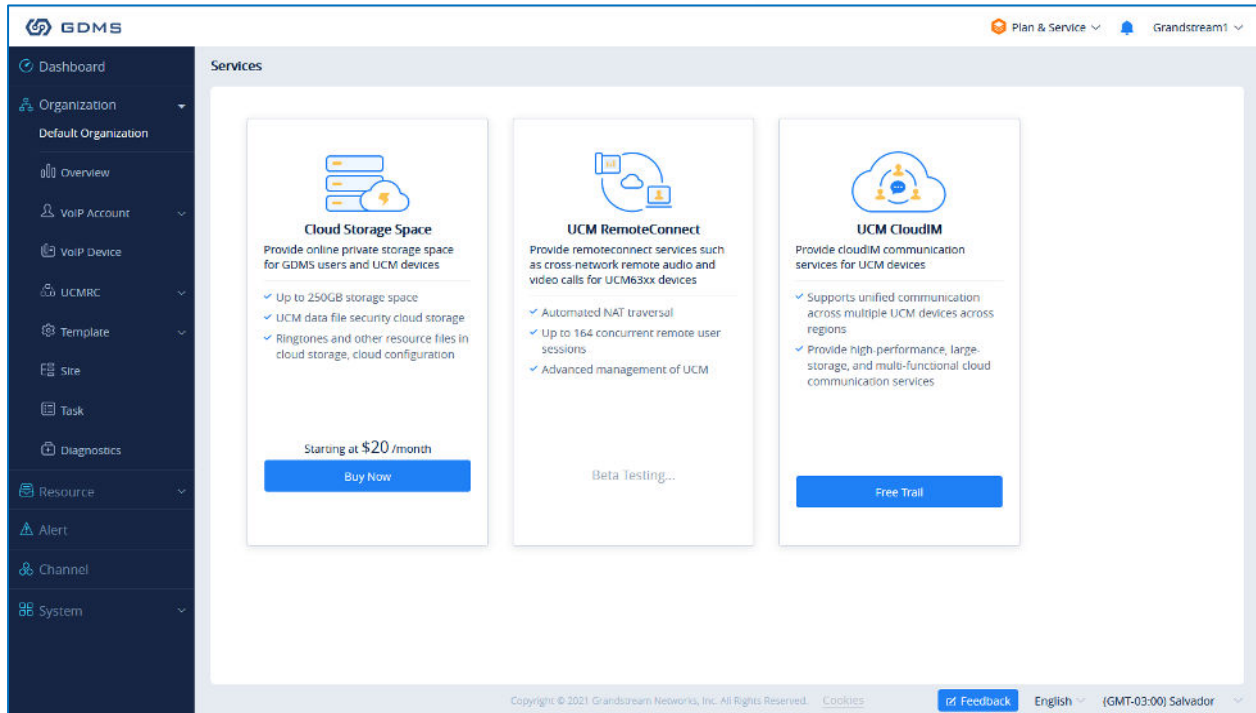 GDMS
Plan & Service
Grandstream1
Dashboard
Organization
Default Organization
Overview
VoIP Account
VoIP Device
UCMRC
Template
Site
Task
Diagnostics
Resource
Alert
Channel
System
Services
Cloud Storage Space
Provide online private storage space
for GDMS users and UCM devices
Up to 250GB storage space
UCM data file security cloud storage
Ringtones and other resource files in
cloud storage, cloud configuration
Starting at $20 /month
Buy Now
UCM RemoteConnect
Provide remoteconnect services such
as cross-network remote audio and
video calls for UCM63xx devices
Automated NAT traversal
Up to 164 concurrent remote user
sessions
Advanced management of UCM
Beta Testing...
UCM CloudIM
Provide cloudIM communication
services for UCM devices
Supports unified communication
across multiple UCM devices across
regions
Provide high-performance, large-
storage, and multi-functional cloud
communication services
Free Trail
Copyright © 2021 Grandstream Networks, Inc. All Rights Reserved. Cookies
Feedback
English
(GMT-03:00) Salvador